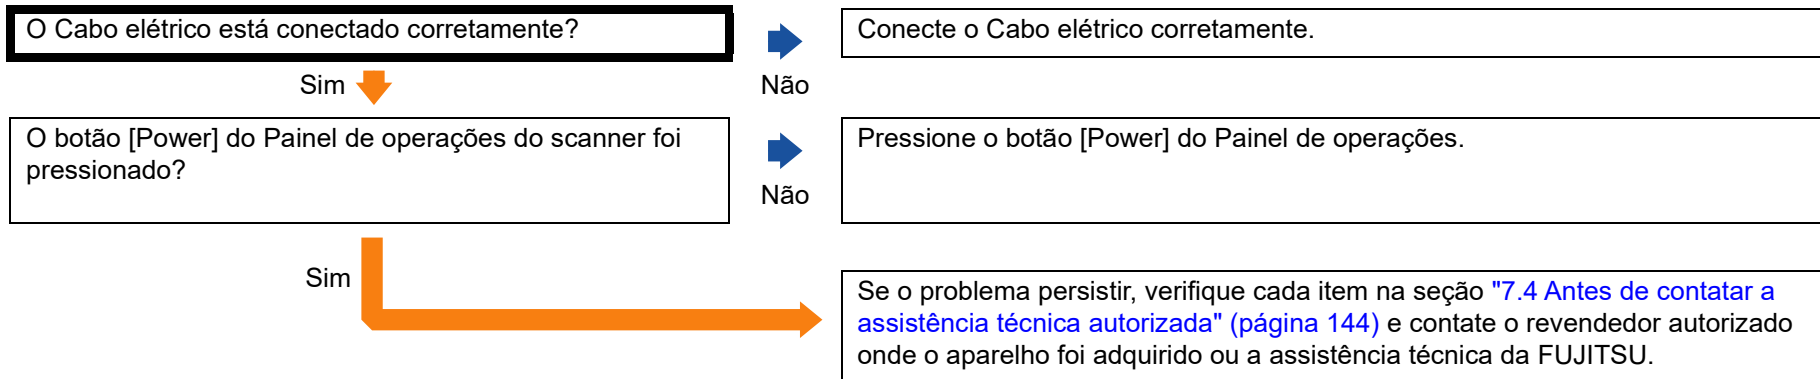 O Cabo elétrico está conectado corretamente?
Conecte o Cabo elétrico corretamente.
Sim
Não
O botão [Power] do Painel de operações do scanner foi
pressionado?
Pressione o botão [Power] do Painel de operações.
Não
Sim
Se o problema persistir, verifique cada item na seção "7.4 Antes de contatar a
assistência técnica autorizada" (página 144) e contate o revendedor autorizado
onde o aparelho foi adquirido ou a assistência técnica da FUJITSU.